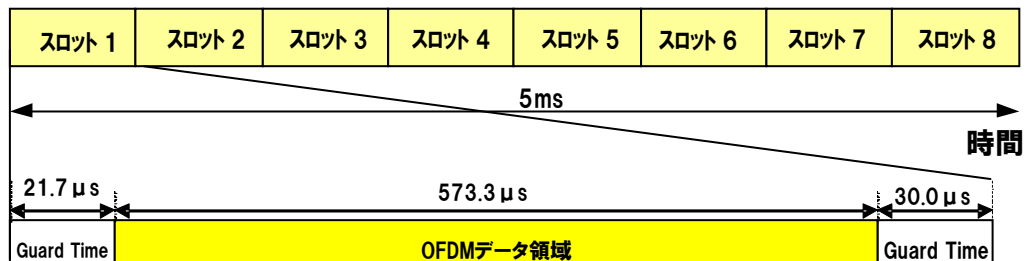 スロット 1 スロット 2 スロット 3 スロット 4 スロット 5 スロット 6 スロット 7 スロット 8
5ms
時間
21.7μs 573.3μs 30.0μs
Guard Time OFDMデータ領域 Guard Time